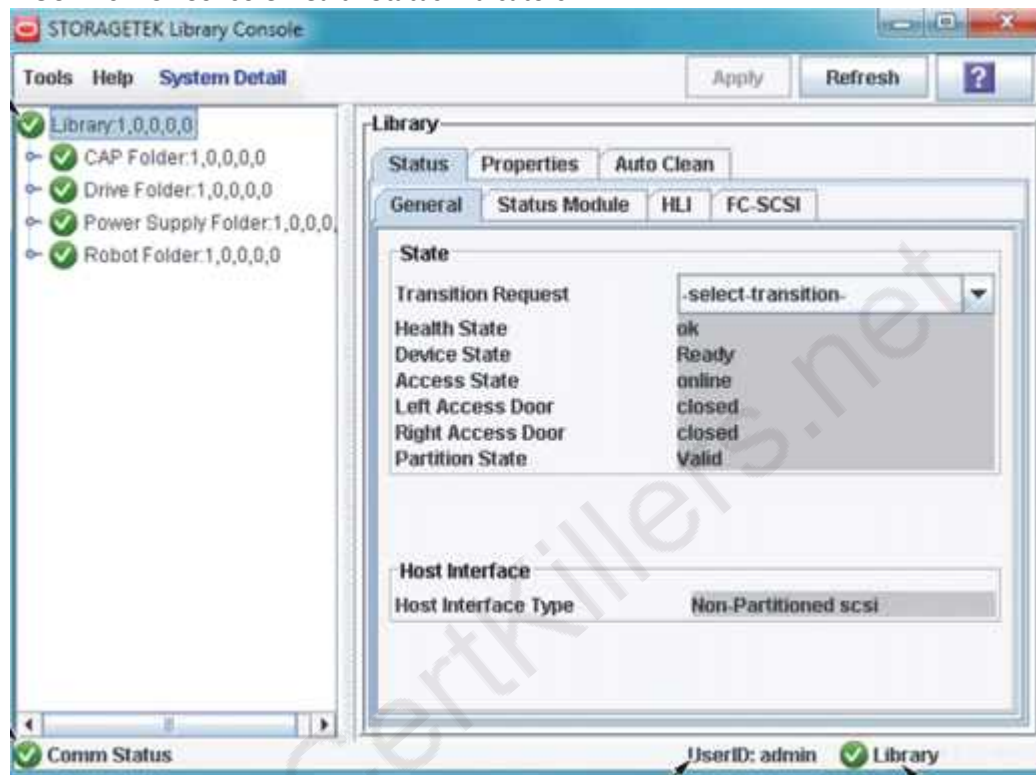 STORAGETEK Library Console
Tools Help System Detail
Apply Refresh ?
Library:1,0,0,0,0
CAP Folder:1,0,0,0,0
Drive Folder:1,0,0,0,0
Power Supply Folder:1,0,0,0,
Robot Folder:1,0,0,0,0
Library
Status Properties Auto Clean
General Status Module HLI FC-SCSI
State
Transition Request -select-transition-
Health State ok
Device State Ready
Access State online
Left Access Door closed
Right Access Door closed
Partition State Valid
Host Interface
Host Interface Type Non-Partitioned scsi
Comm Status UserID: admin Library
CertKillers.net